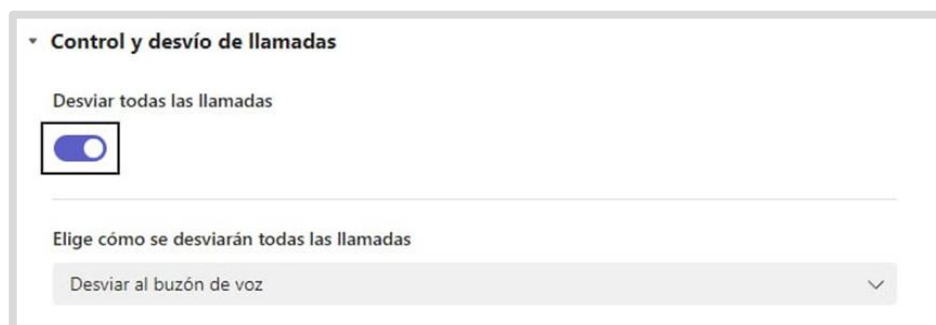 Control y desvío de llamadas
Desviar todas las llamadas
Elige cómo se desviarán todas las llamadas
Desviar al buzón de voz